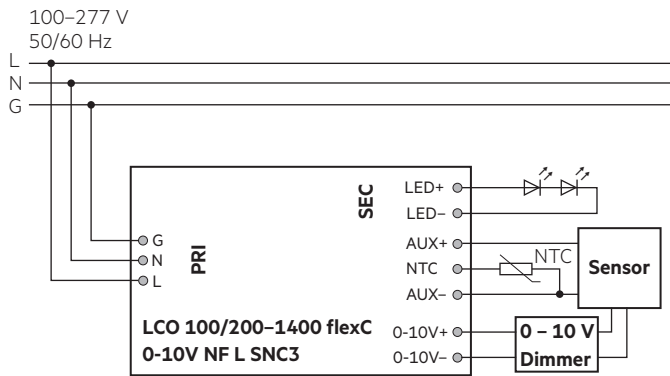 100–277 V
50/60 Hz
L
N
G
LED+
SEC
LED–
AUX+
G
N
L
PRI
NTC
NTC
Sensor
AUX–
LCO 100/200–1400 flexC
0-10V NF L SNC3
0-10V+
0-10V–
0 – 10 V
Dimmer